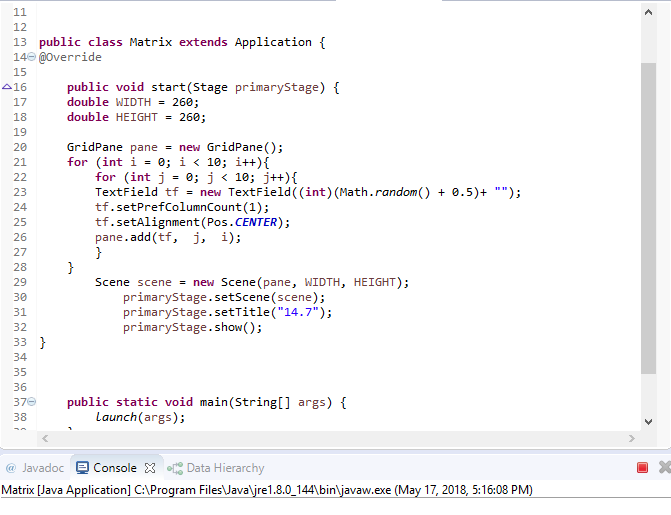 11
12
13 public class Matrix extends Application {
14 @Override
15
16 public void start(Stage primaryStage) {
17 double WIDTH = 260;
18 double HEIGHT = 260;
19
20 GridPane pane = new GridPane();
21 for (int i = 0; i < 10; i++){
22 for (int j = 0; j < 10; j++){
23 TextField tf = new TextField((int)(Math.random() + 0.5)+ "");
24 tf.setPrefColumnCount(1);
25 tf.setAlignment(Pos.CENTER);
26 pane.add(tf, j, i);
27 }
28 }
29 Scene scene = new Scene(pane, WIDTH, HEIGHT);
30 primaryStage.setScene(scene);
31 primaryStage.setTitle("14.7");
32 primaryStage.show();
33 }
34
35
36
37 public static void main(String[] args) {
38 launch(args);
@ Javadoc Console Data Hierarchy
Matrix [Java Application] C:\Program Files\Java\jre1.8.0_144\bin\javaw.exe (May 17, 2018, 5:16:08 PM)